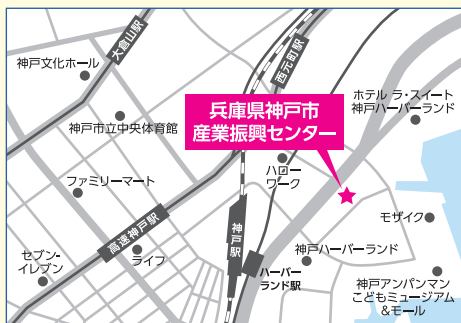 大倉山駅
西元町駅
神戸文化ホール
ホテル ラ・スイート
神戸ハーバーランド
兵庫県神戸市
産業振興センター
神戸市立中央体育館
ハロー
ワーク
ファミリーマート
モザイク
高速神戸駅
神戸駅
セブン-
イレブン
ライフ
ハーバー
ランド駅
神戸ハーバーランド
神戸アンパンマン
こどもミュージアム
&モール